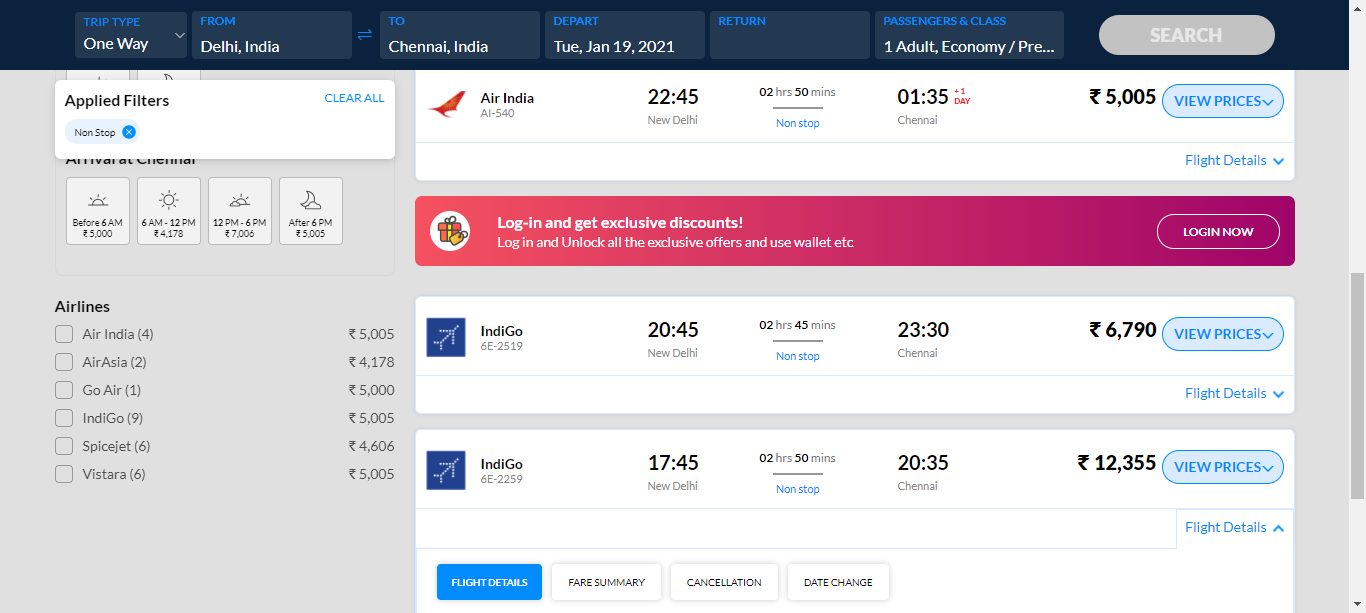 TRIP TYPE
One Way
FROM
Delhi, India
TO
Chennai, India
DEPART
Tue, Jan 19, 2021
RETURN
PASSENGERS & CLASS
1 Adult, Economy / Pre...
SEARCH
Applied Filters
CLEAR ALL
Non Stop
Arrival at Chennai
Before 6 AM
₹ 5,000
6 AM - 12 PM
₹ 4,178
12 PM - 6 PM
₹ 7,006
After 6 PM
₹ 5,005
Airlines
Air India (4) ₹ 5,005
AirAsia (2) ₹ 4,178
Go Air (1) ₹ 5,000
IndiGo (9) ₹ 5,005
Spicejet (6) ₹ 4,606
Vistara (6) ₹ 5,005
Air India
AI-540
22:45
New Delhi
02 hrs 50 mins
Non stop
01:35 +1 DAY
Chennai
₹ 5,005
VIEW PRICES
Flight Details
Log-in and get exclusive discounts!
Log in and Unlock all the exclusive offers and use wallet etc
LOGIN NOW
IndiGo
6E-2519
20:45
New Delhi
02 hrs 45 mins
Non stop
23:30
Chennai
₹ 6,790
VIEW PRICES
Flight Details
IndiGo
6E-2259
17:45
New Delhi
02 hrs 50 mins
Non stop
20:35
Chennai
₹ 12,355
VIEW PRICES
Flight Details
FLIGHT DETAILS
FARE SUMMARY
CANCELLATION
DATE CHANGE